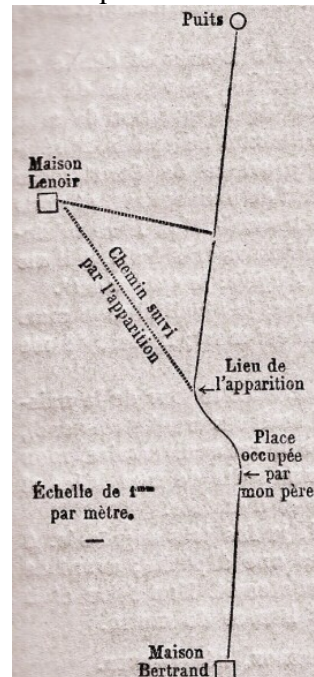 Puits
Maison
Lenoir
Chemin suivi
par l'apparition
Lieu de
l'apparition
Place
occupée
par
mon père
Échelle de 1mm
par mètre.
Maison
Bertrand